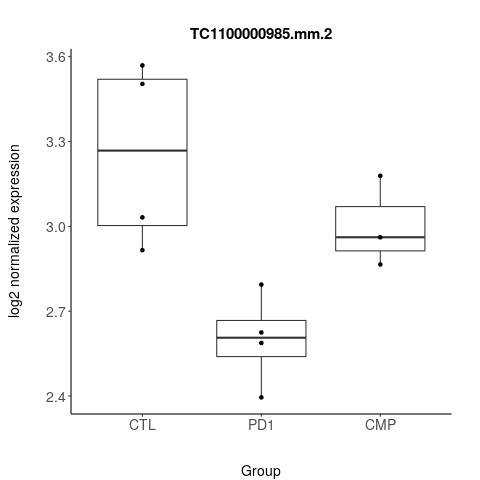 TC1100000985.mm.2
log2 normalized expression
3.6
3.3
3.0
2.7
2.4
CTL PD1 CMP
Group